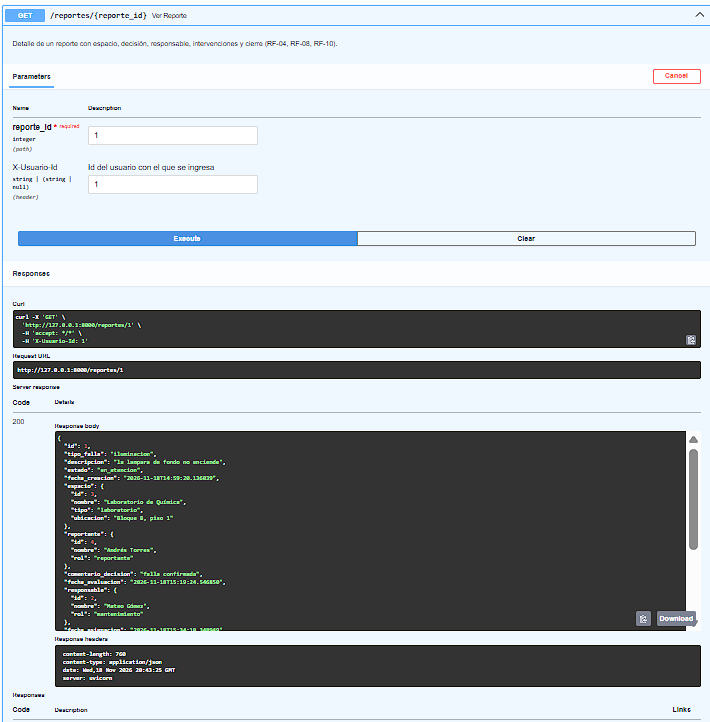 GET /reportes/{reporte_id} Ver Reporte
Detalle de un reporte con espacio, decisión, responsable, intervenciones y cierre (RF-04, RF-08, RF-10).
Parameters
Cancel
Name Description
reporte_id * required
integer
(path)
1
X-Usuario-Id
string | (string | null)
(header)
Id del usuario con el que se ingresa
1
Execute Clear
Responses
Curl
curl -X 'GET' \
'http://127.0.0.1:8000/reportes/1' \
-H 'accept: */*' \
-H 'X-Usuario-Id: 1'
Request URL
http://127.0.0.1:8000/reportes/1
Server response
Code Details
200
Response body
{
"id": 1,
"tipo_falla": "iluminacion",
"descripcion": "la lampara de fondo no enciende",
"estado": "en_atencion",
"fecha_creacion": "2026-11-18T14:59:20.136039",
"espacio": {
"id": 3,
"nombre": "Laboratorio de Química",
"tipo": "laboratorio",
"ubicacion": "Bloque B, piso 1"
},
"reportante": {
"id": 4,
"nombre": "Andrés Torres",
"rol": "reportante"
},
"comentario_decision": "falla confirmada",
"fecha_evaluacion": "2026-11-18T15:19:24.546850",
"responsable": {
"id": 2,
"nombre": "Mateo Gómez",
"rol": "mantenimiento"
},
Download
Response headers
content-length: 760
content-type: application/json
date: Wed,18 Nov 2026 20:43:25 GMT
server: uvicorn
Responses
Code Description Links